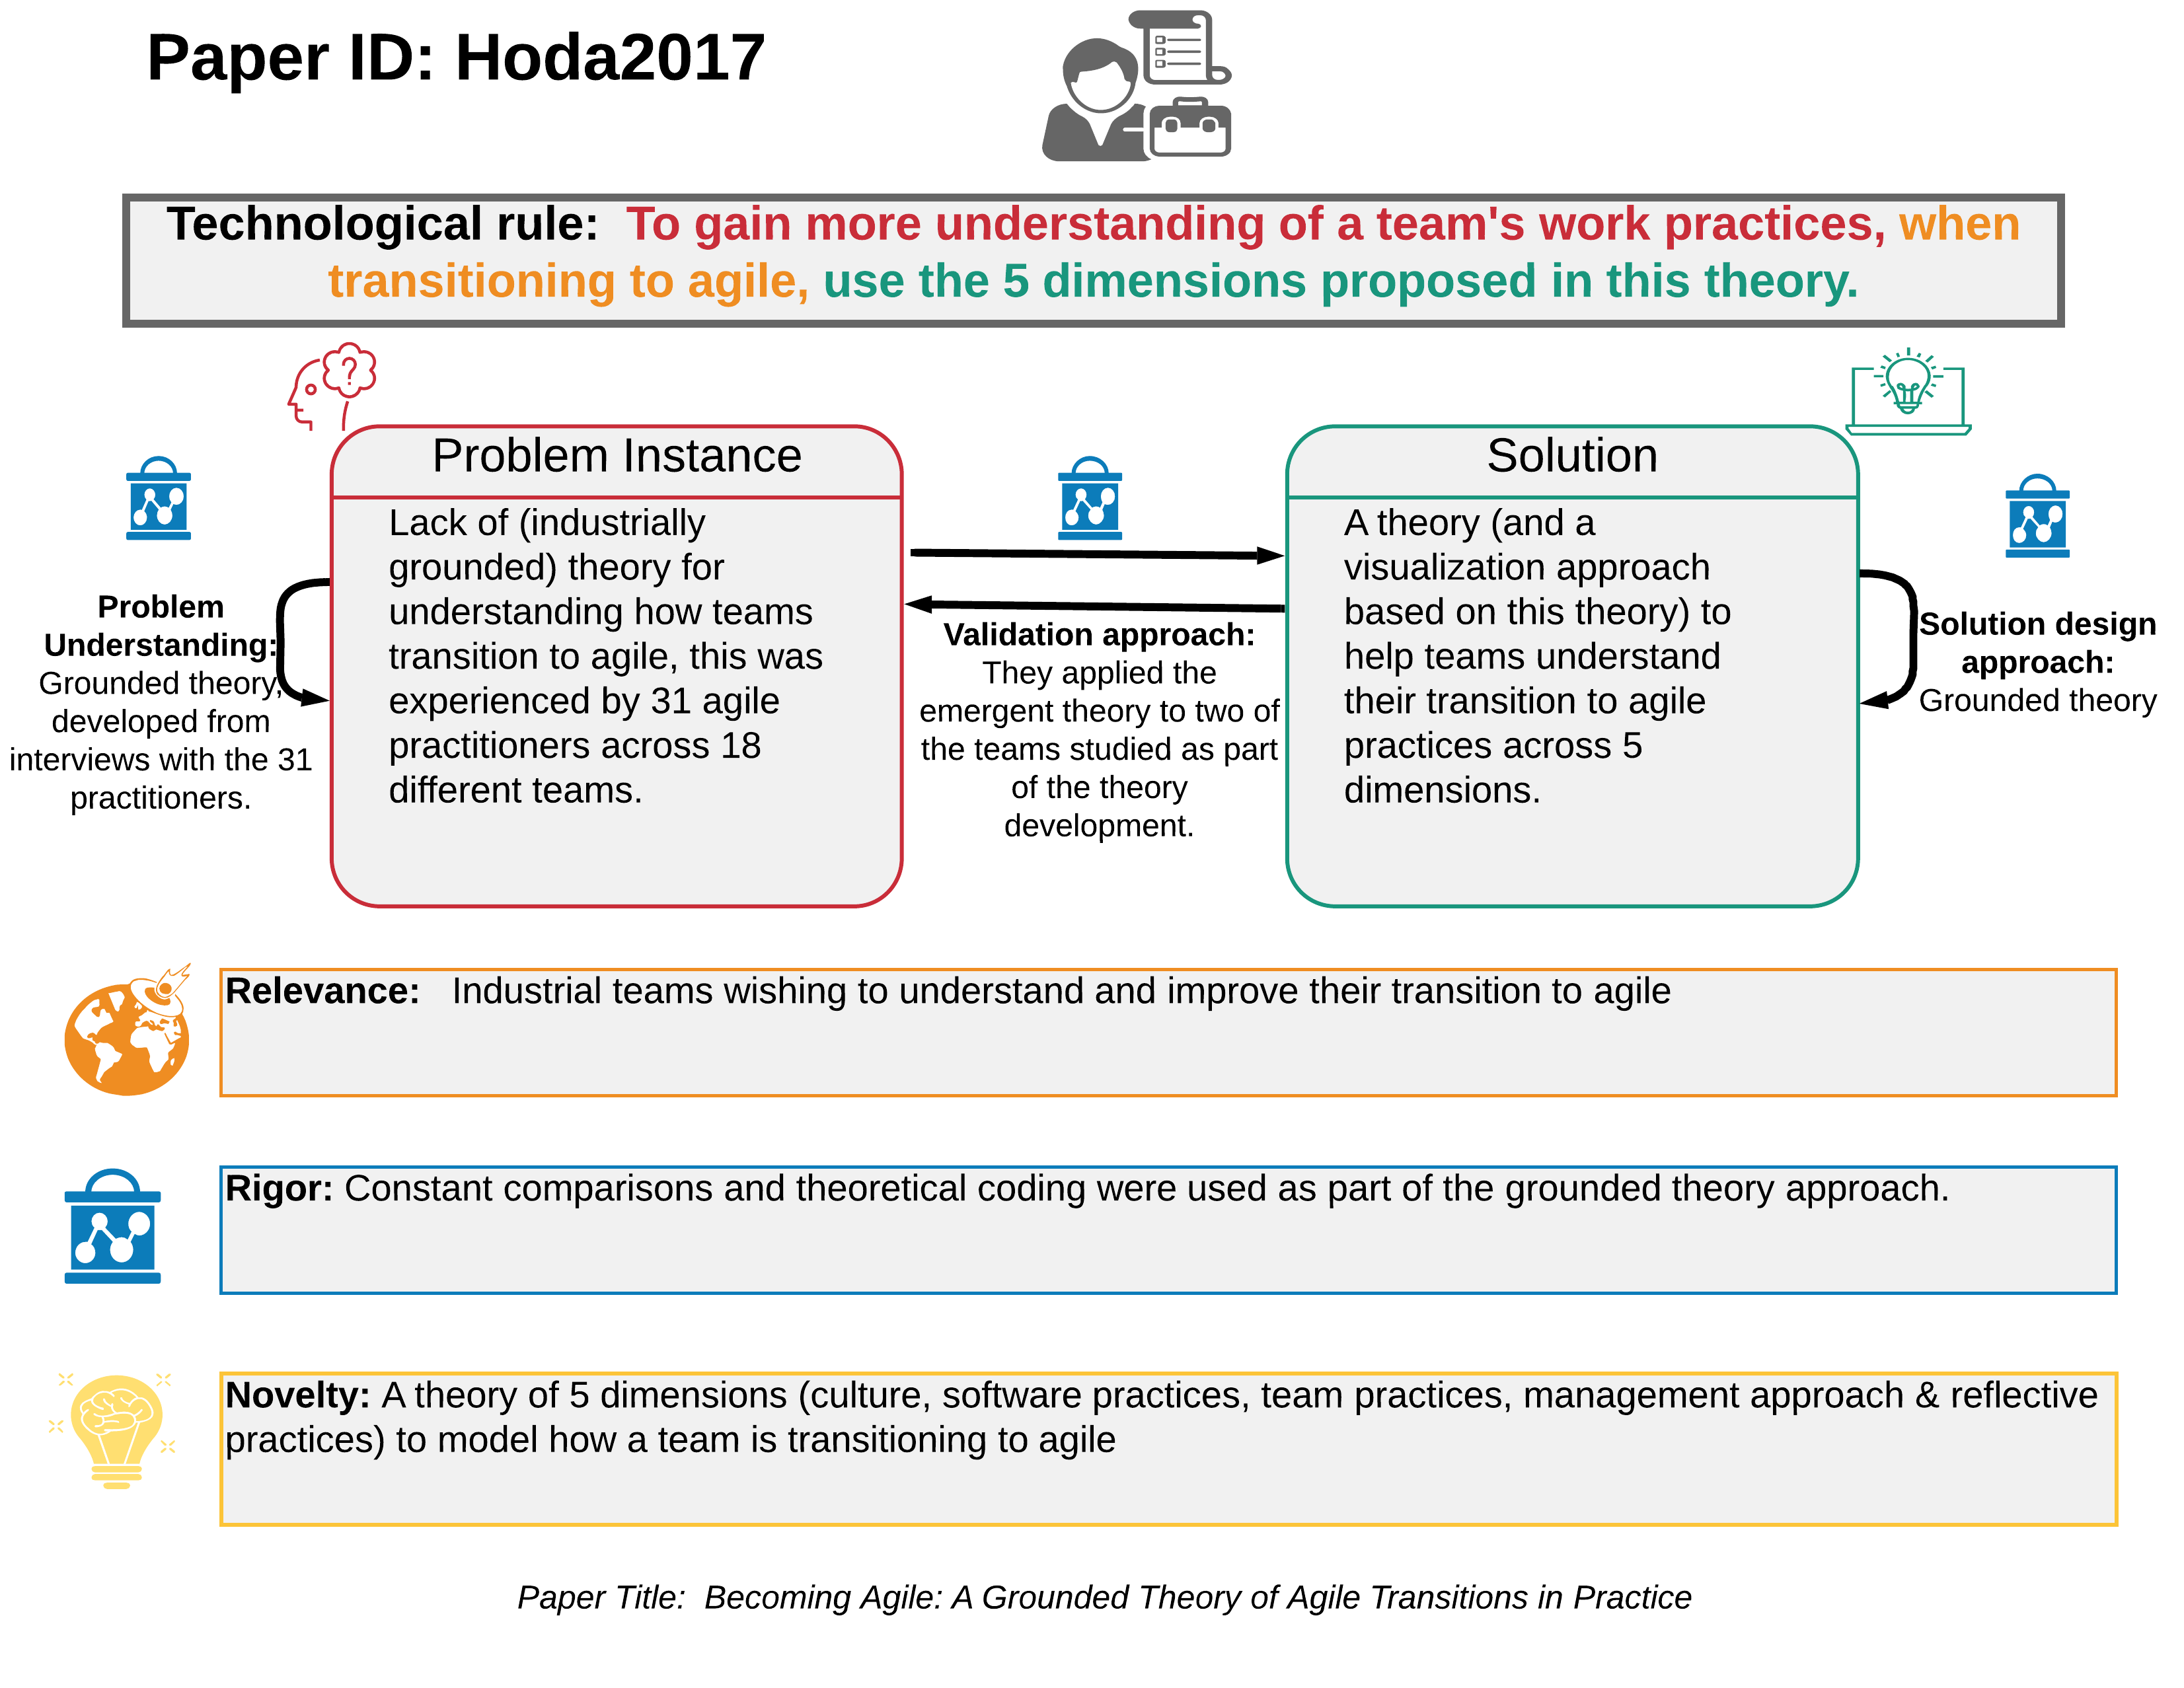 Paper ID: Hoda2017
Technological rule: To gain more understanding of a team's work practices, when
transitioning to agile, use the 5 dimensions proposed in this theory.
?
Problem
Understanding:
Grounded theory,
developed from
interviews with the 31
practitioners.
Problem Instance
Lack of (industrially
grounded) theory for
understanding how teams
transition to agile, this was
experienced by 31 agile
practitioners across 18
different teams.
Validation approach:
They applied the
emergent theory to two of
the teams studied as part
of the theory
development.
Solution
A theory (and a
visualization approach
based on this theory) to
help teams understand
their transition to agile
practices across 5
dimensions.
Solution design
approach:
Grounded theory
Relevance: Industrial teams wishing to understand and improve their transition to agile
Rigor: Constant comparisons and theoretical coding were used as part of the grounded theory approach.
Novelty: A theory of 5 dimensions (culture, software practices, team practices, management approach & reflective
practices) to model how a team is transitioning to agile
Paper Title: Becoming Agile: A Grounded Theory of Agile Transitions in Practice